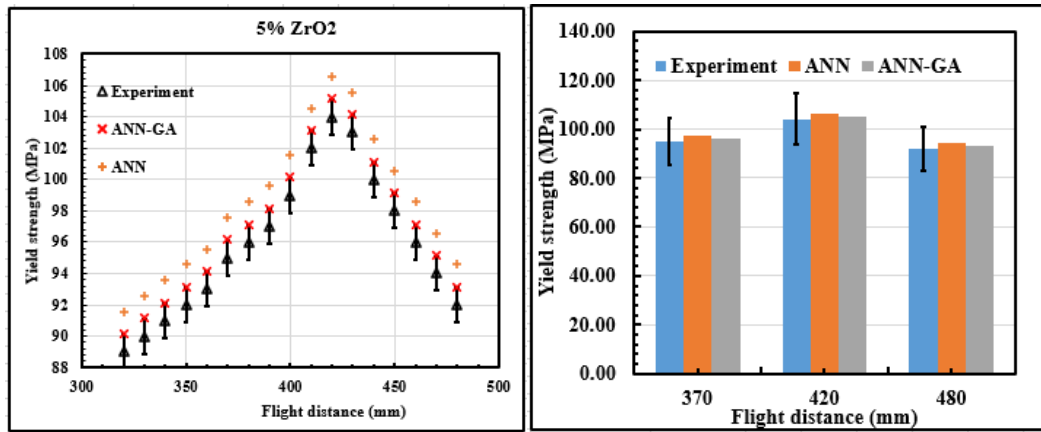 5% ZrO2
108
106
104
102
100
98
96
94
92
90
88
Yield strength (MPa)
Experiment
ANN-GA
ANN
300
350
400
450
500
Flight distance (mm)
140.00
120.00
100.00
80.00
60.00
40.00
20.00
0.00
Yield strength (MPa)
Experiment ANN ANN-GA
370 420 480
Flight distance (mm)